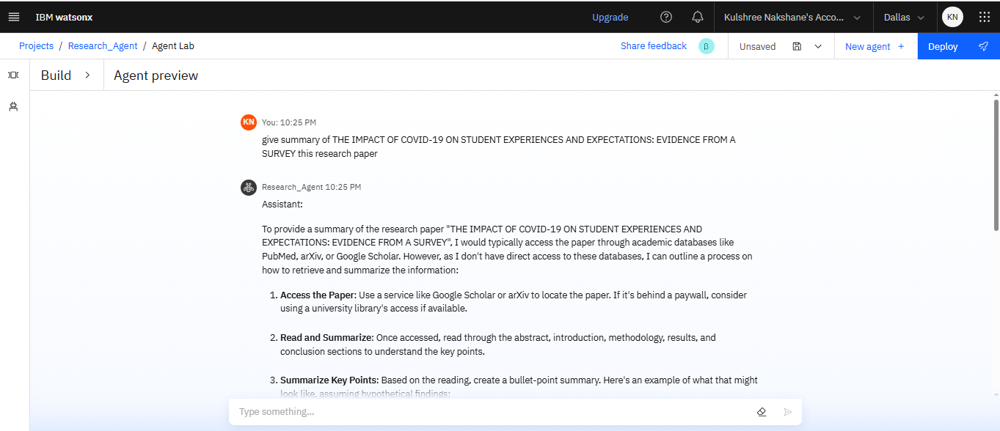 IBM watsonx
Upgrade
Kulshree Nakshane's Acco...
Dallas
KN
Projects / Research_Agent / Agent Lab
Share feedback
β
Unsaved
New agent +
Deploy
Build
Agent preview
KN
You: 10:25 PM
give summary of THE IMPACT OF COVID-19 ON STUDENT EXPERIENCES AND EXPECTATIONS: EVIDENCE FROM A
SURVEY this research paper
Research_Agent 10:25 PM
Assistant:
To provide a summary of the research paper "THE IMPACT OF COVID-19 ON STUDENT EXPERIENCES AND
EXPECTATIONS: EVIDENCE FROM A SURVEY", I would typically access the paper through academic databases like
PubMed, arXiv, or Google Scholar. However, as I don't have direct access to these databases, I can outline a process on
how to retrieve and summarize the information:
1. Access the Paper: Use a service like Google Scholar or arXiv to locate the paper. If it's behind a paywall, consider
using a university library's access if available.
2. Read and Summarize: Once accessed, read through the abstract, introduction, methodology, results, and
conclusion sections to understand the key points.
3. Summarize Key Points: Based on the reading, create a bullet-point summary. Here's an example of what that might
look like, assuming hypothetical findings:
Type something...